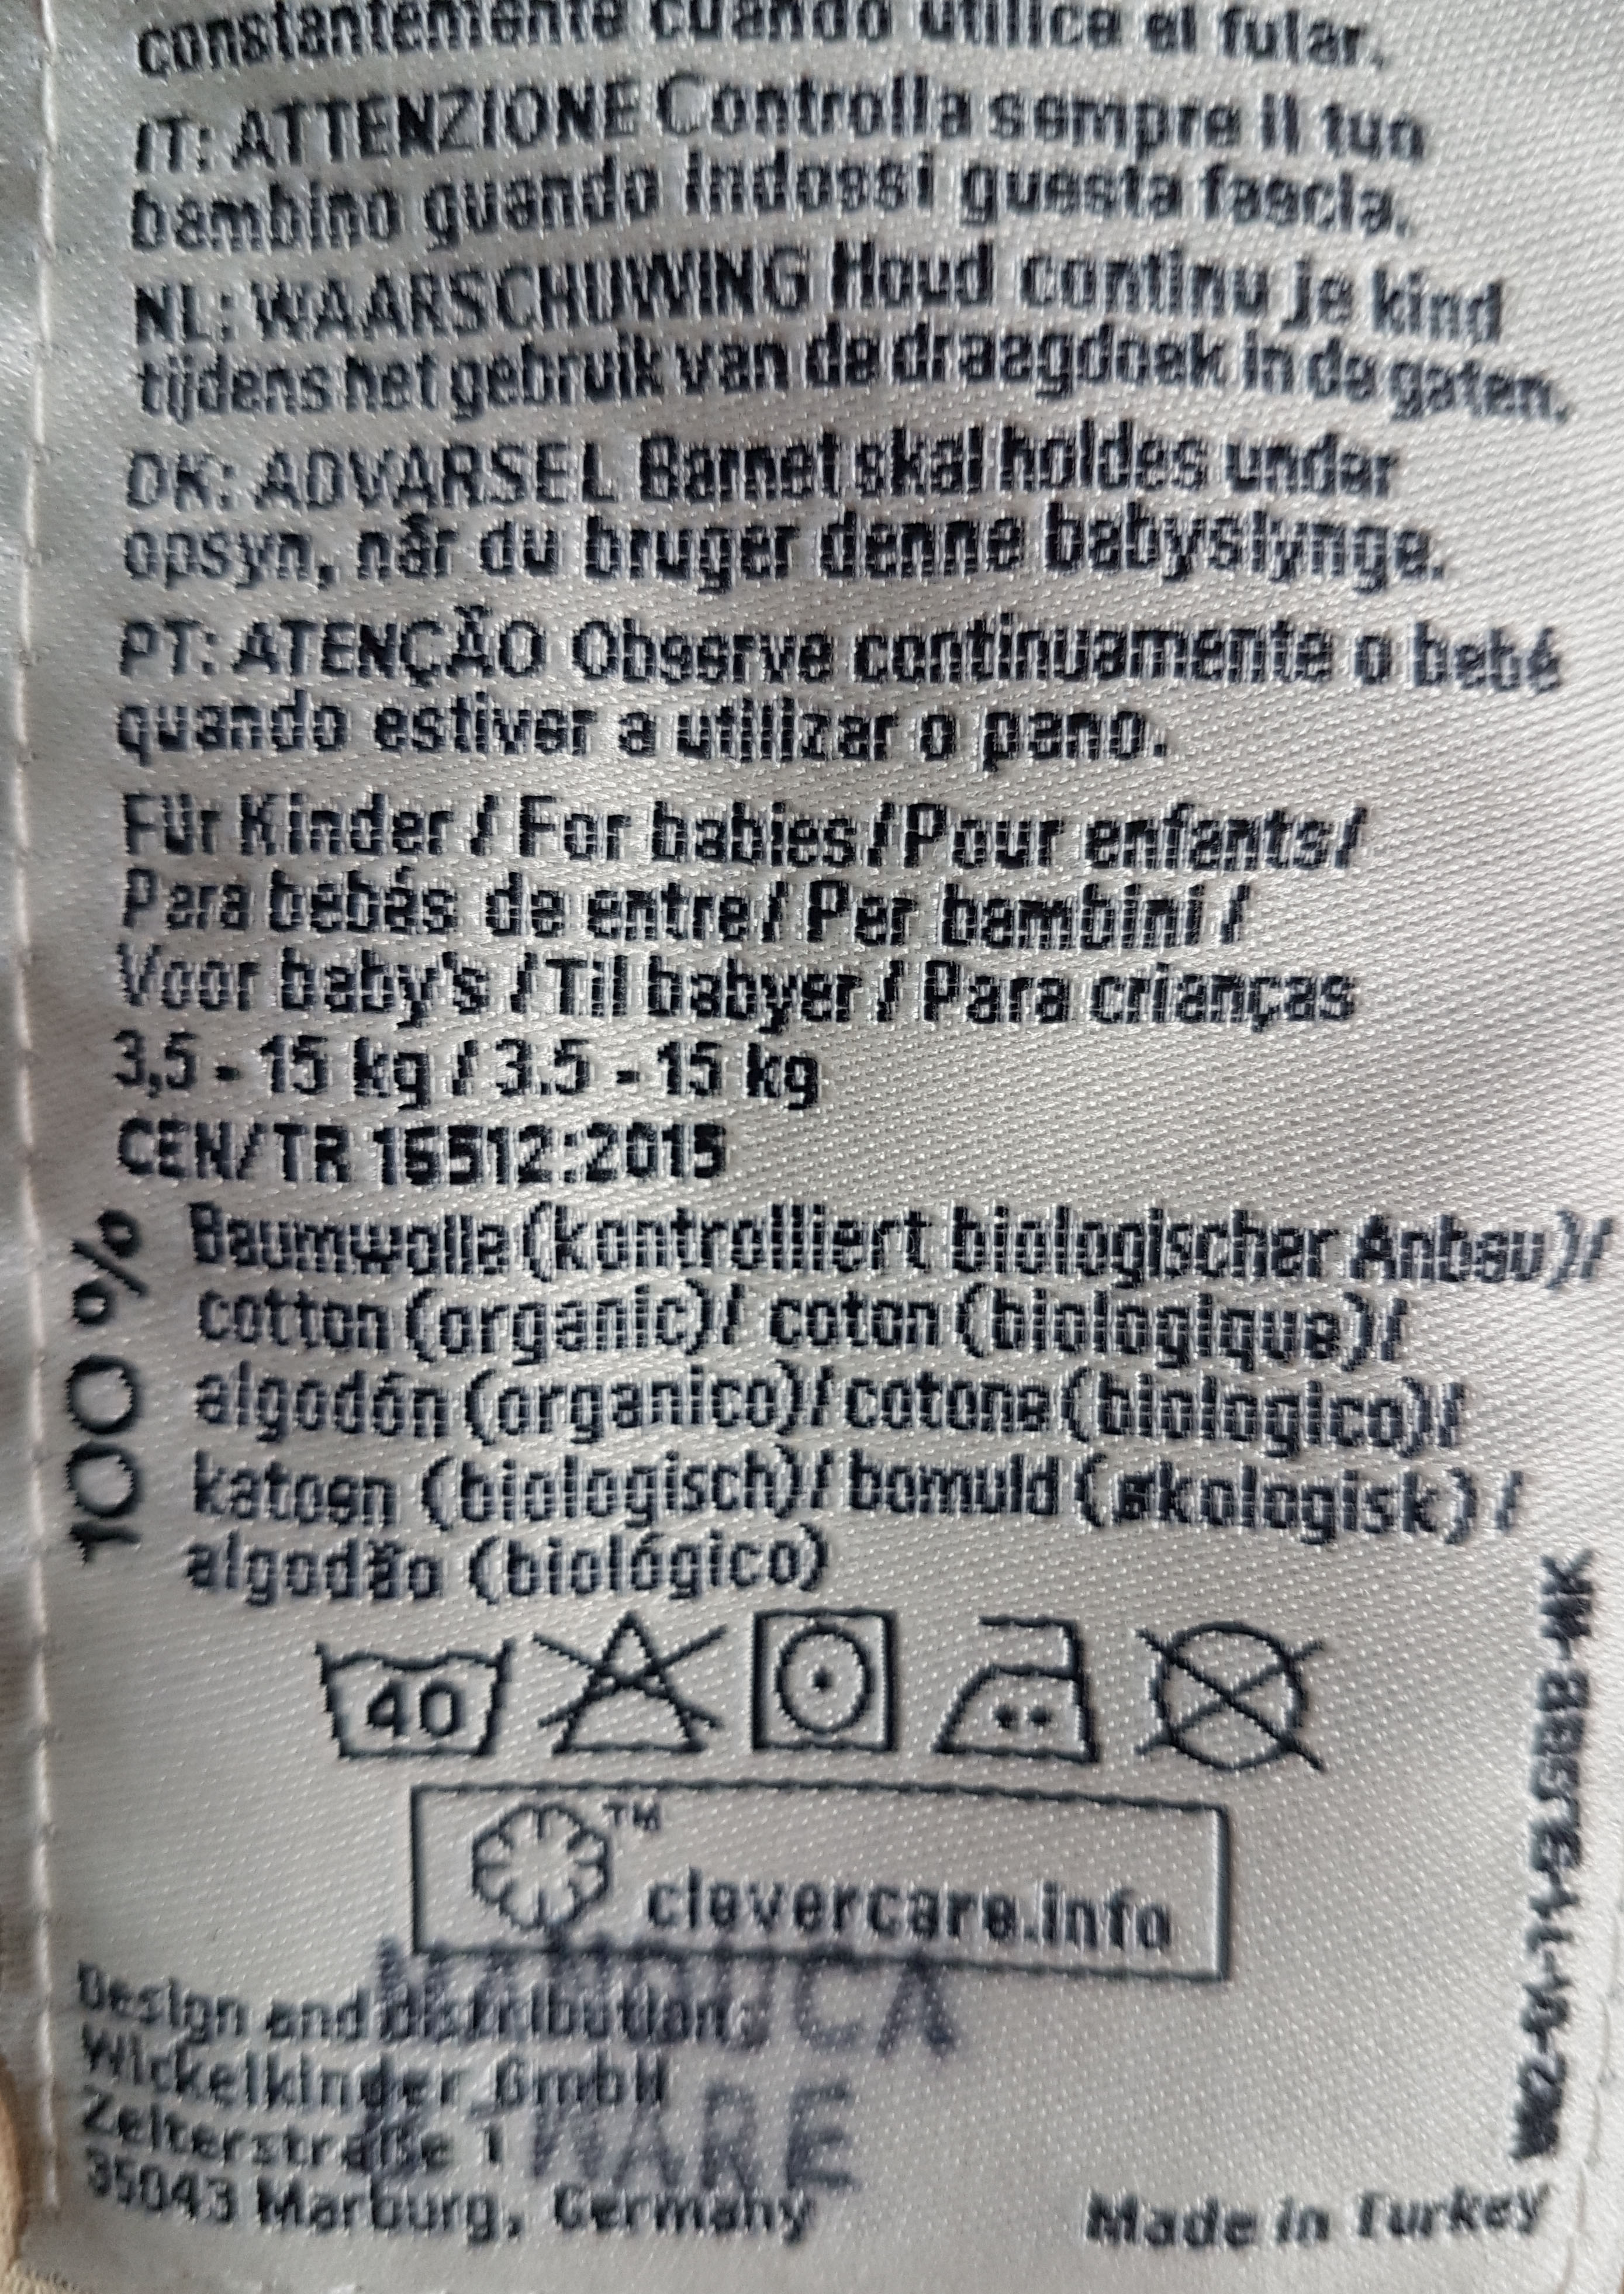 constantemente cuando utilice el fular.
IT: ATTENZIONE Controlla sempre il tuo
bambino quando indossi questa fascia.
NL: WAARSCHUWING Houd continu je kind
tijdens het gebruik van de draagdoek in de gaten.
DK: ADVARSEL Barnet skal holdes under
opsyn, når du bruger denne babyslynge.
PT: ATENÇÃO Observe continuamente o bebé
quando estiver a utilizar o pano.
Für Kinder / For babies / Pour enfants/
Para bebés de entre/ Per bambini /
Voor baby's / Til babyer / Para crianças
3,5 - 15 kg / 3.5 - 15 kg
CEN/TR 16512:2015
100 %
Baumwolle (kontrolliert biologischer Anbau)/
cotton (organic)/ coton (biologique)/
algodón (organico)/ cotone (biologico)/
katoen (biologisch)/ bomuld (økologisk) /
algodão (biológico)
40
TM
clevercare.info
MANDUCA
B-WARE
Design and distribution:
Wickelkinder GmbH
Zeiterstraße 1
35043 Marburg, Germany
Made in Turkey